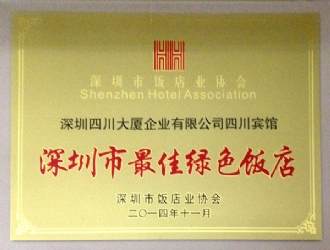 深圳市饭店业协会
Shenzhen Hotel Association
深圳四川大厦企业有限公司四川宾馆
深圳市最佳绿色饭店
深圳市饭店业协会
二〇一四年十一月